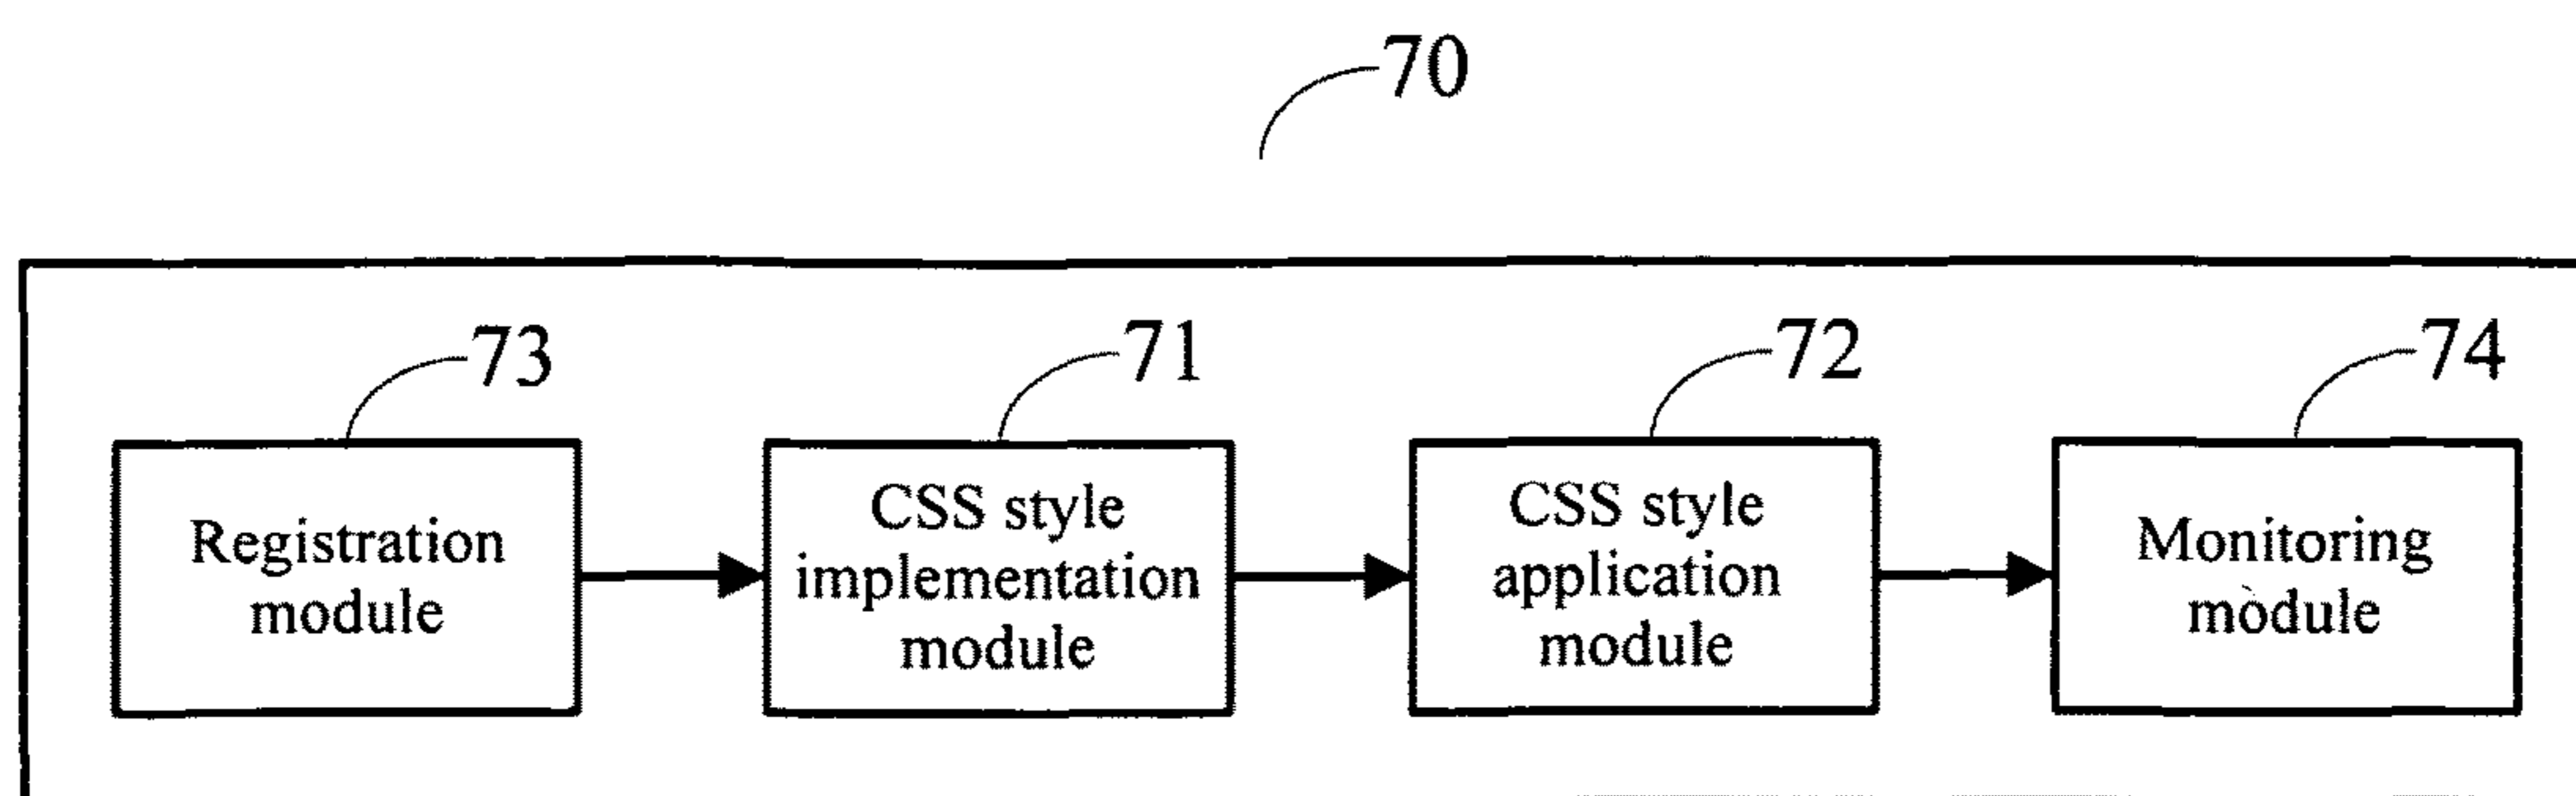 70
73
71
72
74
Registration
module
CSS style
implementation
module
CSS style
application
module
Monitoring
module